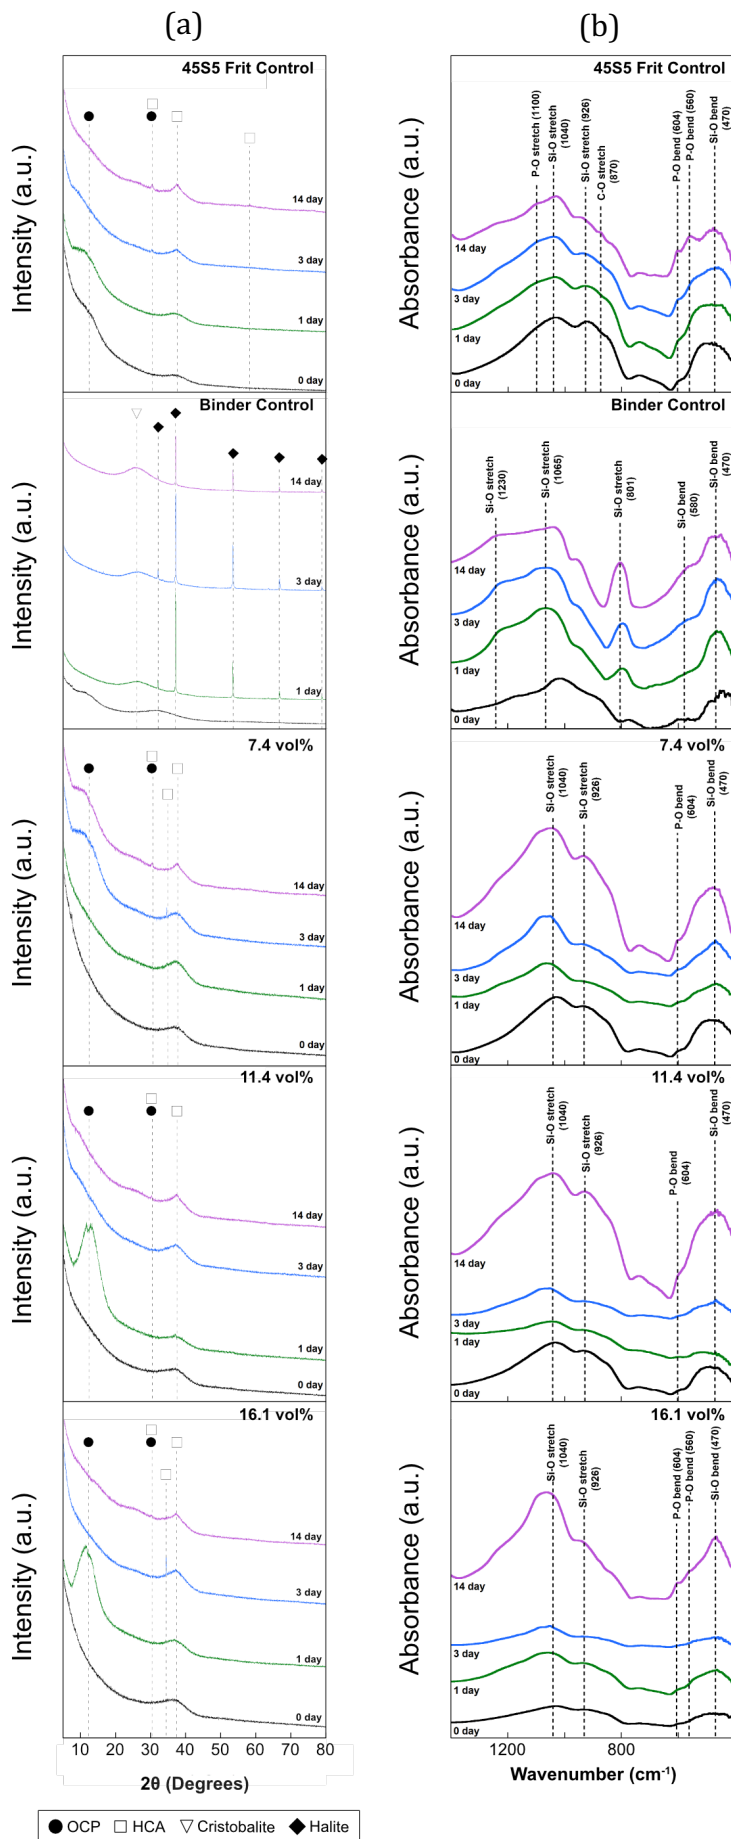 (a)
(b)
45S5 Frit Control
Intensity (a.u.)
14 day
3 day
1 day
0 day
45S5 Frit Control
Absorbance (a.u.)
P-O stretch (1100)
Si-O stretch
(1040)
Si-O stretch (926)
C-O stretch
(870)
P-O bend (604)
P-O bend (560)
Si-O bend
(470)
14 day
3 day
1 day
0 day
Binder Control
Intensity (a.u.)
14 day
3 day
1 day
Binder Control
Absorbance (a.u.)
Si-O stretch
(1230)
Si-O stretch
(1065)
Si-O stretch
(801)
Si-O bend
(580)
Si-O bend
(470)
14 day
3 day
1 day
0 day
7.4 vol%
Intensity (a.u.)
14 day
3 day
1 day
0 day
7.4 vol%
Absorbance (a.u.)
Si-O stretch
(1040)
Si-O stretch
(926)
P-O bend
(604)
Si-O bend
(470)
14 day
3 day
1 day
0 day
11.4 vol%
Intensity (a.u.)
14 day
3 day
1 day
0 day
11.4 vol%
Absorbance (a.u.)
Si-O stretch
(1040)
Si-O stretch
(926)
P-O bend
(604)
Si-O bend
(470)
14 day
3 day
1 day
0 day
16.1 vol%
Intensity (a.u.)
14 day
3 day
1 day
0 day
10 20 30 40 50 60 70 80
2θ (Degrees)
16.1 vol%
Absorbance (a.u.)
Si-O stretch
(1040)
Si-O stretch
(926)
P-O bend (604)
P-O bend (560)
Si-O bend (470)
14 day
3 day
1 day
0 day
1200 800
Wavenumber (cm-1)
OCP HCA Cristobalite Halite